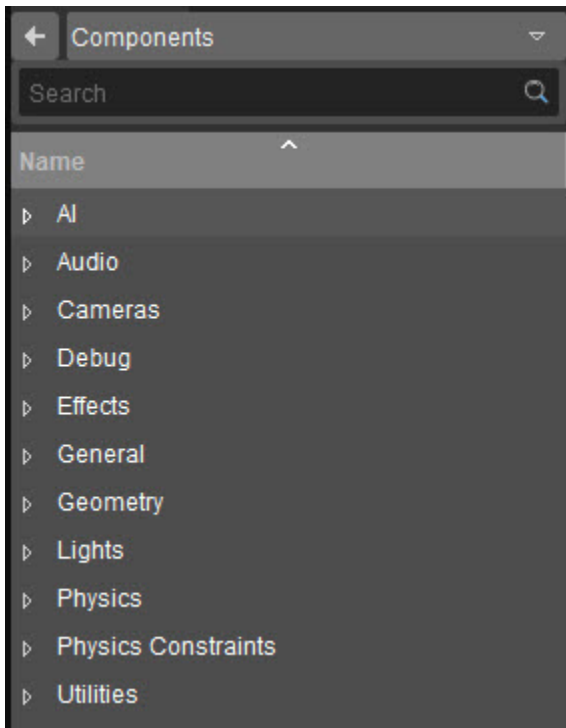 Components
Search
Name
AI
Audio
Cameras
Debug
Effects
General
Geometry
Lights
Physics
Physics Constraints
Utilities